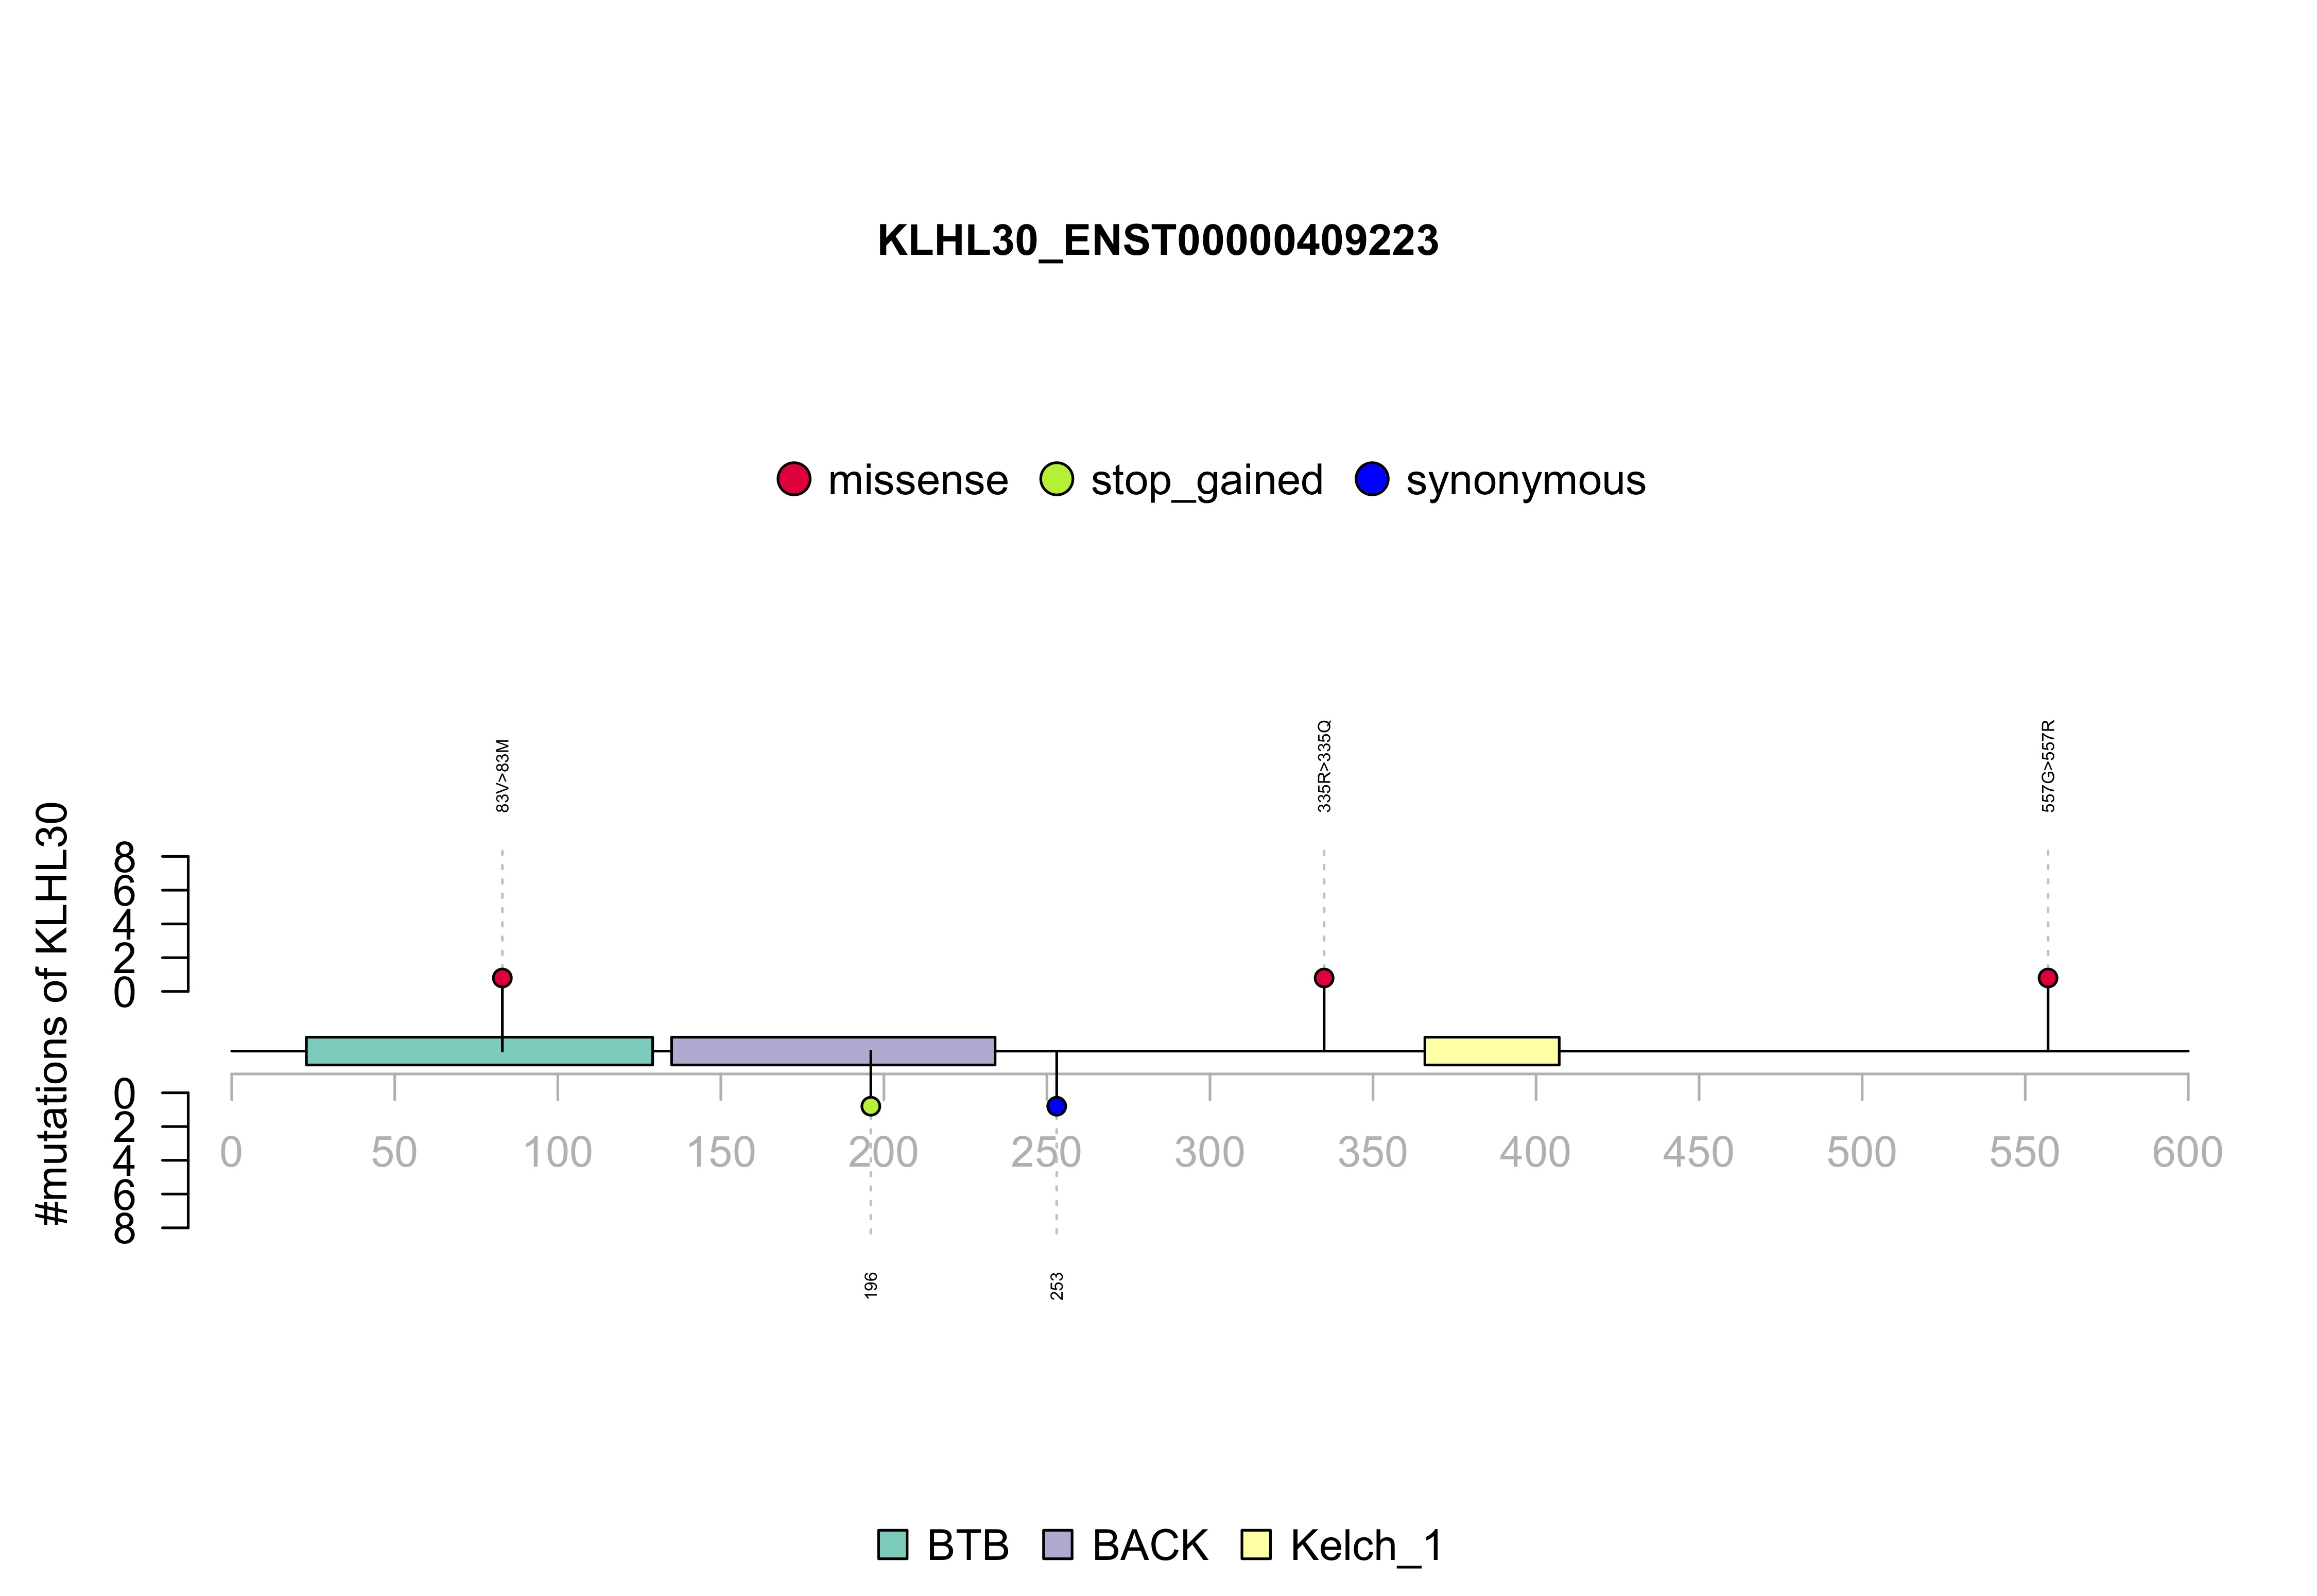 KLHL30_ENST00000409223
missense stop_gained synonymous
83V>83M 335R>335Q 557G>557R
#mutations of KLHL30
8
6
4
2
0
0
2
4
6
8
0 50 100 150 200 250 300 350 400 450 500 550 600
196 253
BTB BACK Kelch_1